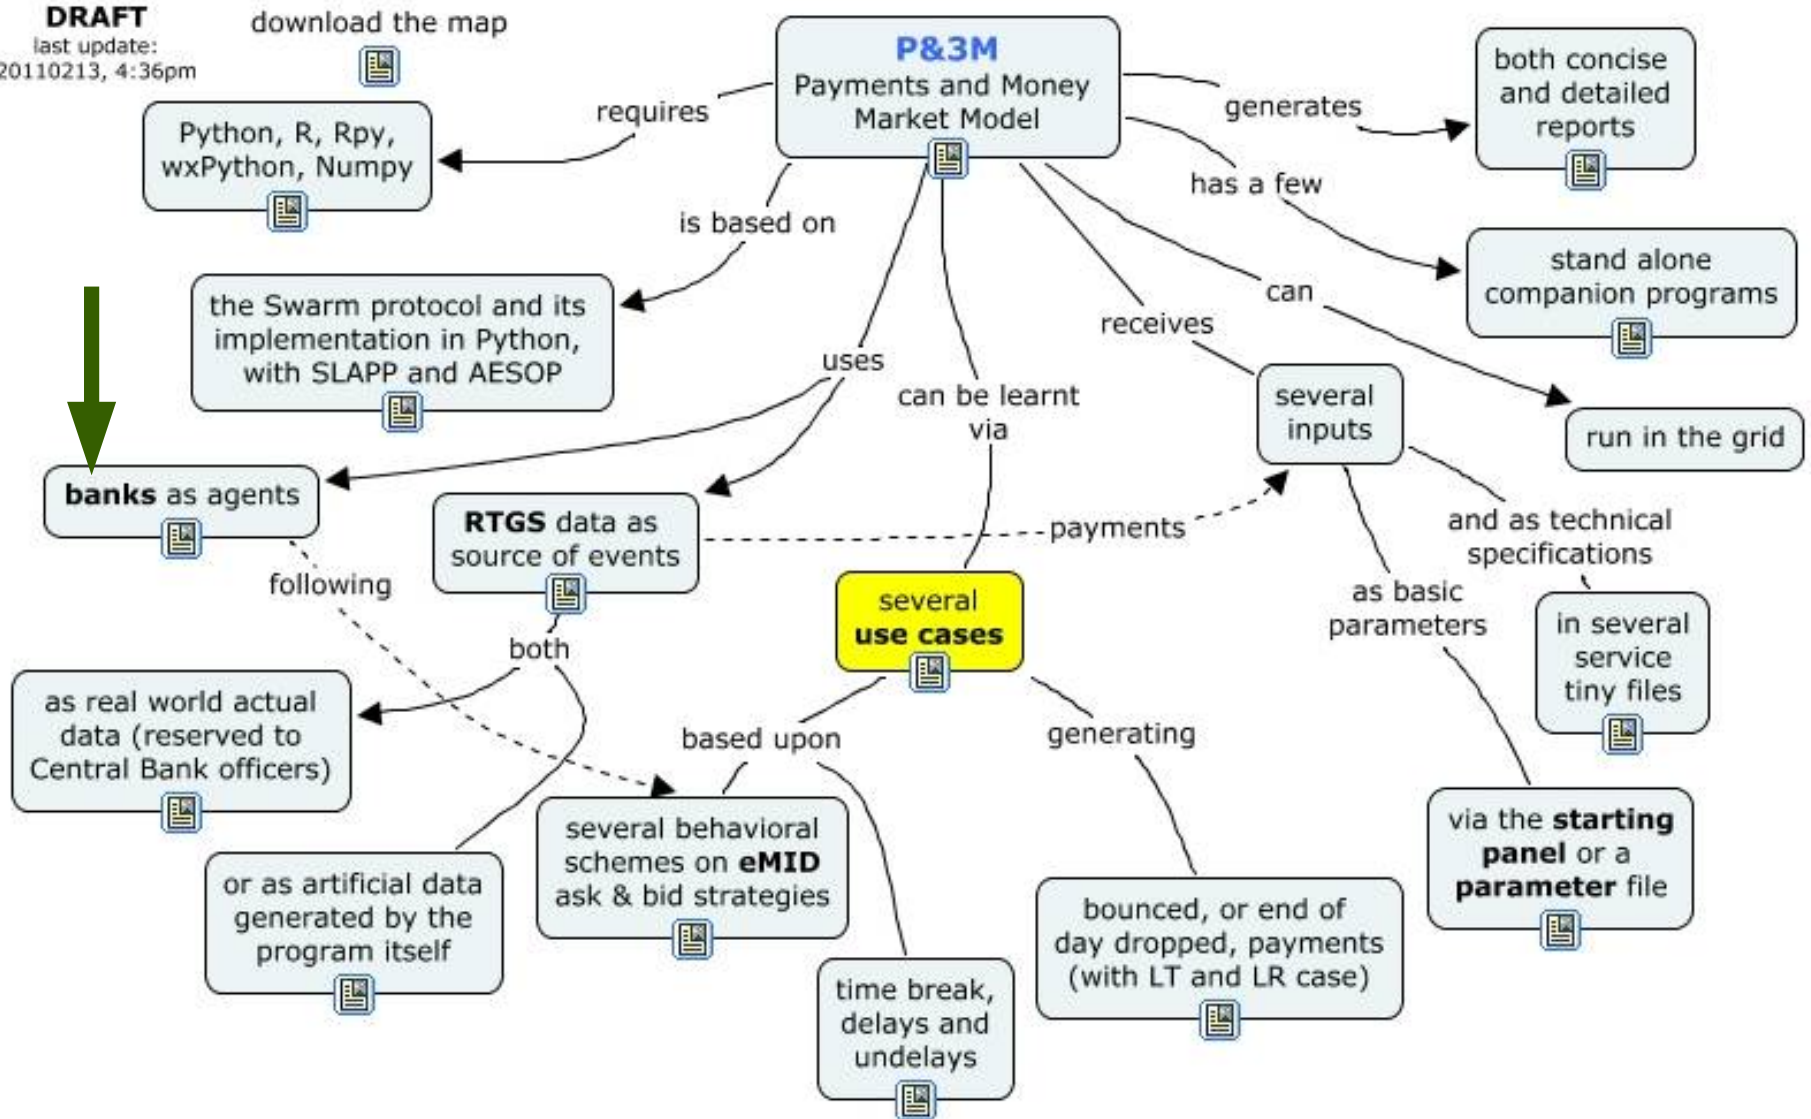 DRAFT
last update:
20110213, 4:36pm
download the map
P&3M
Payments and Money
Market Model
requires
generates
both concise
and detailed
reports
Python, R, Rpy,
wxPython, Numpy
has a few
is based on
stand alone
companion programs
the Swarm protocol and its
implementation in Python,
with SLAPP and AESOP
can
receives
uses
can be learnt
via
several
inputs
run in the grid
banks as agents
RTGS data as
source of events
payments
and as technical
specifications
following
several
use cases
as basic
parameters
in several
service
tiny files
both
as real world actual
data (reserved to
Central Bank officers)
based upon
generating
several behavioral
schemes on eMID
ask & bid strategies
via the starting
panel or a
parameter file
or as artificial data
generated by the
program itself
bounced, or end of
day dropped, payments
(with LT and LR case)
time break,
delays and
undelays